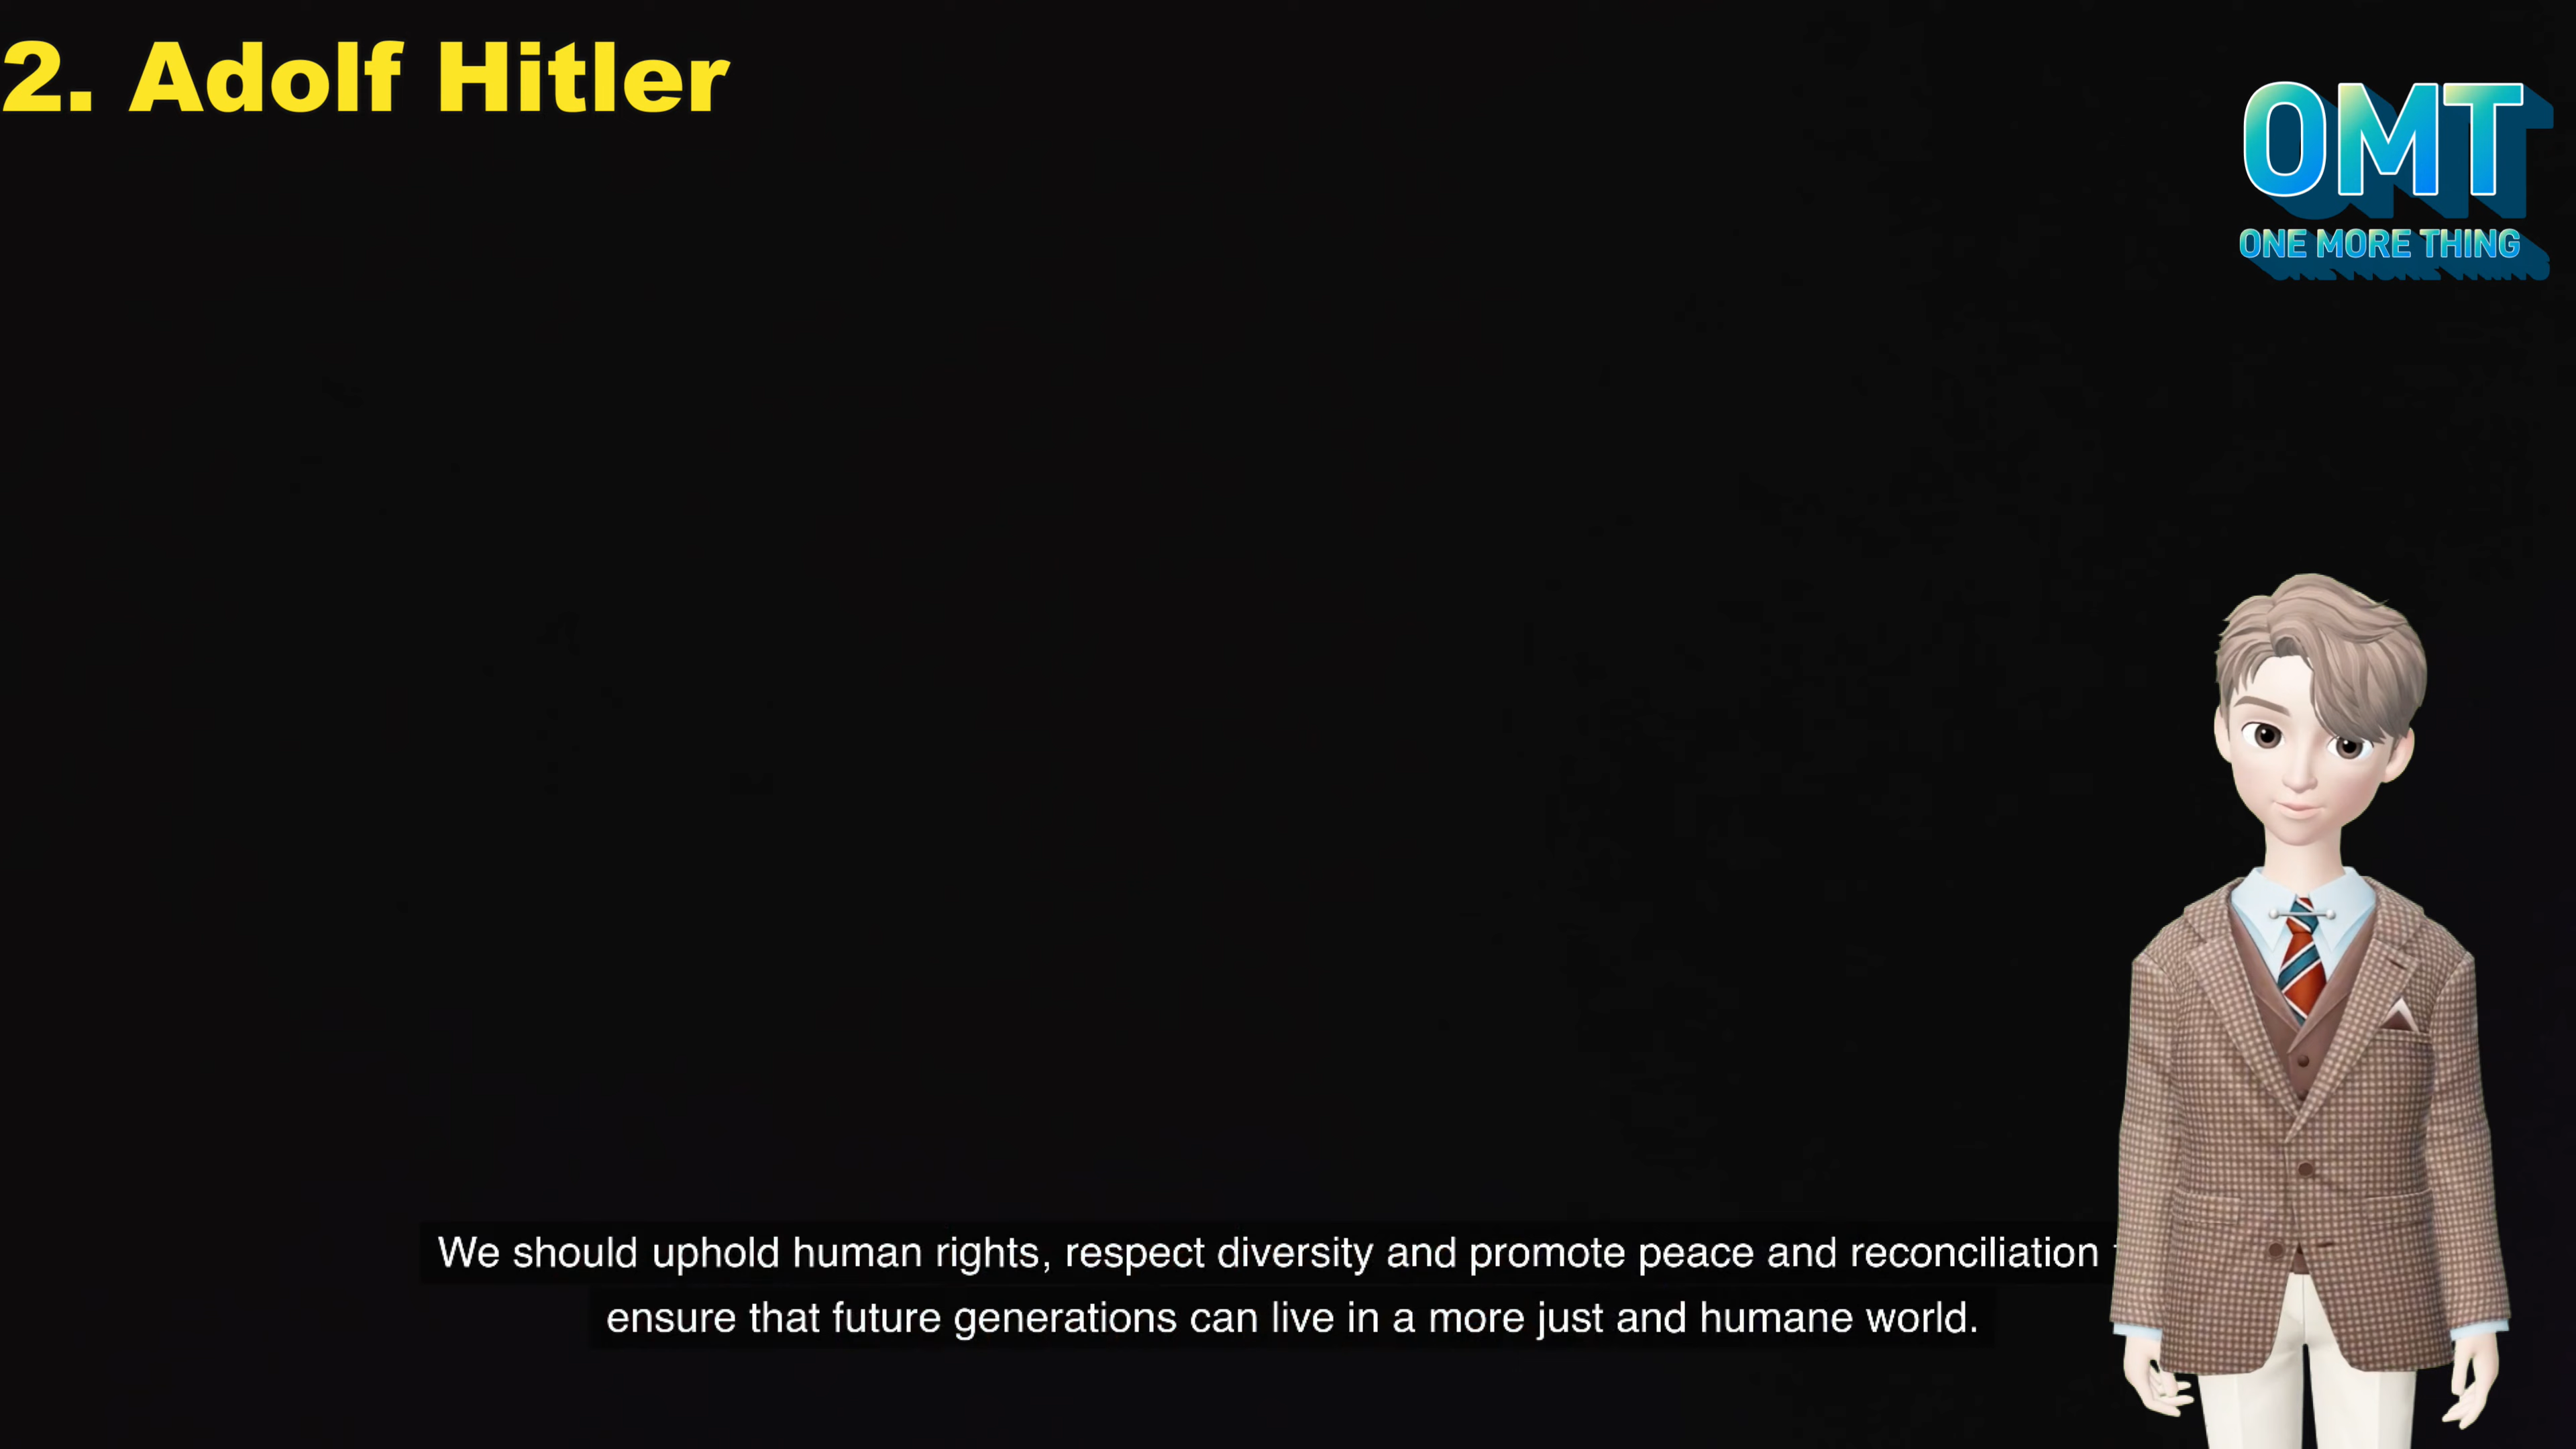 2. Adolf Hitler
OMT
ONE MORE THING
We should uphold human rights, respect diversity and promote peace and reconciliation
ensure that future generations can live in a more just and humane world.